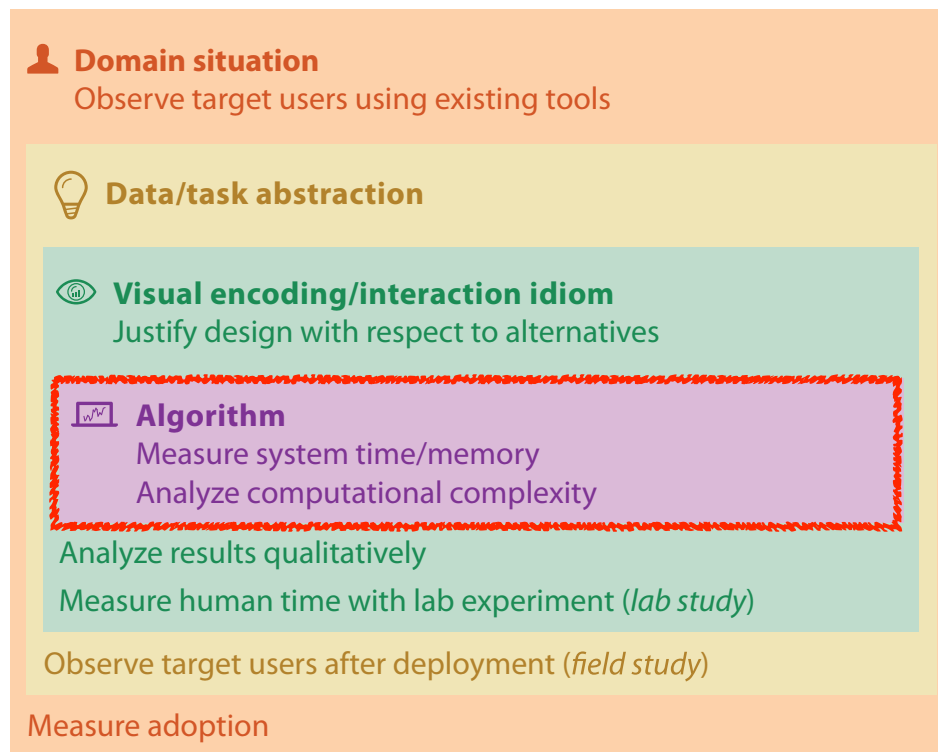 Domain situation
Observe target users using existing tools
Data/task abstraction
Visual encoding/interaction idiom
Justify design with respect to alternatives
Algorithm
Measure system time/memory
Analyze computational complexity
Analyze results qualitatively
Measure human time with lab experiment (lab study)
Observe target users after deployment (field study)
Measure adoption